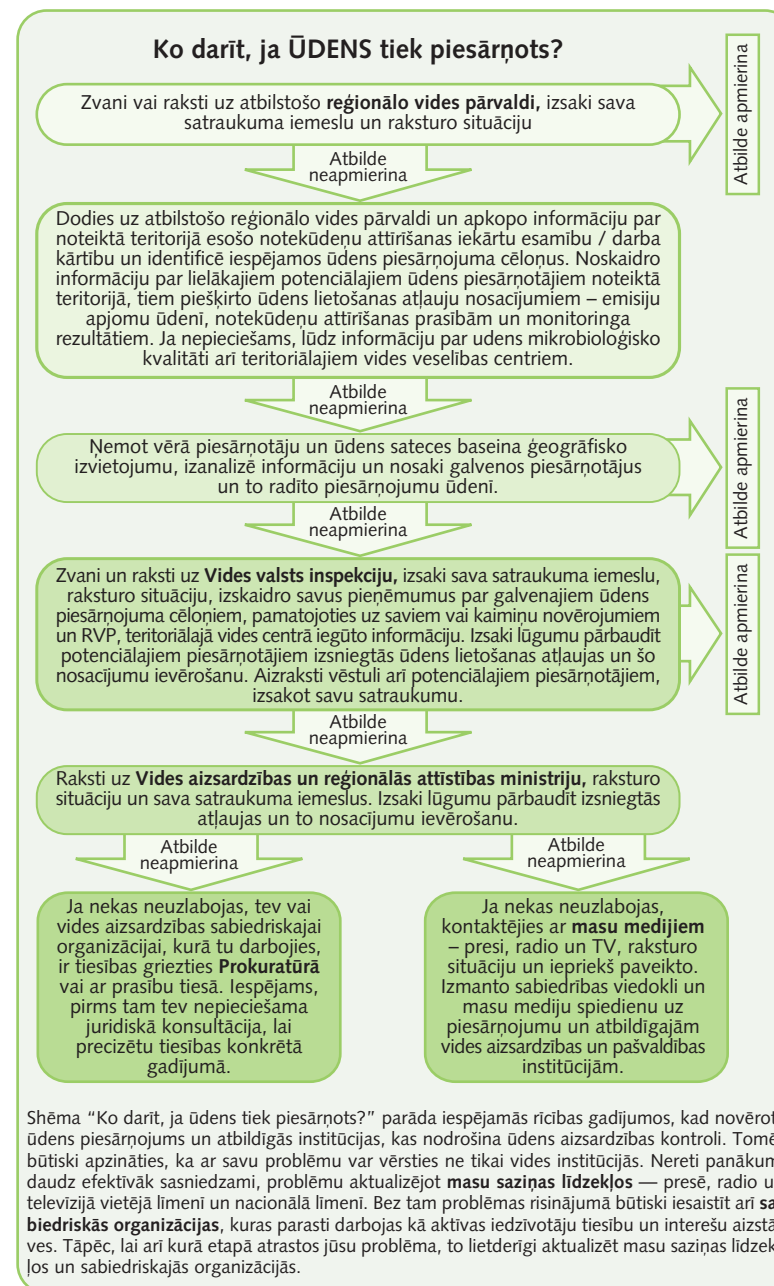 Ko darīt, ja ŪDENS tiek piesārņots?
Zvani vai raksti uz atbilstošo reģionālo vides pārvaldi, izsaki sava
satraukuma iemeslu un raksturo situāciju
Atbilde apmierina
Atbilde
neapmierina
Dodies uz atbilstošo reģionālo vides pārvaldi un apkopo informāciju par
noteiktā teritorijā esošo notekūdeņu attīrīšanas iekārtu esamību / darba
kārtību un identificē iespējamos ūdens piesārņojuma cēloņus. Noskaidro
informāciju par lielākajiem potenciālajiem ūdens piesārņotājiem noteiktā
teritorijā, tiem piešķirto ūdens lietošanas atļauju nosacījumiem – emisiju
apjomu ūdenī, notekūdeņu attīrīšanas prasībām un monitoringa
rezultātiem. Ja nepieciešams, lūdz informāciju par udens mikrobioloģisko
kvalitāti arī teritoriālajiem vides veselības centriem.
Atbilde
neapmierina
Ņemot vērā piesārņotāju un ūdens sateces baseina ģeogrāfisko
izvietojumu, izanalizē informāciju un nosaki galvenos piesārņotājus
un to radīto piesārņojumu ūdenī.
Atbilde apmierina
Atbilde
neapmierina
Zvani un raksti uz Vides valsts inspekciju, izsaki sava satraukuma iemeslu,
raksturo situāciju, izskaidro savus pieņēmumus par galvenajiem ūdens
piesārņojuma cēloņiem, pamatojoties uz saviem vai kaimiņu novērojumiem
un RVP, teritoriālajā vides centrā iegūto informāciju. Izsaki lūgumu pārbaudīt
potenciālajiem piesārņotājiem izsniegtās ūdens lietošanas atļaujas un šo
nosacījumu ievērošanu. Aizraksti vēstuli arī potenciālajiem piesārņotājiem,
izsakot savu satraukumu.
Atbilde apmierina
Atbilde
neapmierina
Raksti uz Vides aizsardzības un reģionālās attīstības ministriju, raksturo
situāciju un sava satraukuma iemeslus. Izsaki lūgumu pārbaudīt izsniegtās
atļaujas un to nosacījumu ievērošanu.
Atbilde
neapmierina
Ja nekas neuzlabojas, tev vai
vides aizsardzības sabiedriskajai
organizācijai, kurā tu darbojies,
ir tiesības griezties Prokuratūrā
vai ar prasību tiesā. Iespējams,
pirms tam tev nepieciešama
juridiskā konsultācija, lai
precizētu tiesības konkrētā
gadījumā.
Atbilde
neapmierina
Ja nekas neuzlabojas,
kontaktējies ar masu medijiem
– presi, radio un TV, raksturo
situāciju un iepriekš paveikto.
Izmanto sabiedrības viedokli un
masu mediju spiedienu uz
piesārņojumu un atbildīgajām
vides aizsardzības un pašvaldības
institūcijām.
Shēma “Ko darīt, ja ūdens tiek piesārņots?” parāda iespējamās rīcības gadījumos, kad novērot
ūdens piesārņojums un atbildīgās institūcijas, kas nodrošina ūdens aizsardzības kontroli. Tomē
būtiski apzināties, ka ar savu problēmu var vērsties ne tikai vides institūcijās. Nereti panākum
daudz efektīvāk sasniedzami, problēmu aktualizējot masu saziņas līdzekļos — presē, radio u
televīzijā vietējā līmenī un nacionālā līmenī. Bez tam problēmas risinājumā būtiski iesaistīt arī sa
biedriskās organizācijas, kuras parasti darbojas kā aktīvas iedzīvotāju tiesību un interešu aizstā
ves. Tāpēc, lai arī kurā etapā atrastos jūsu problēma, to lietderīgi aktualizēt masu saziņas līdzek
ļos un sabiedriskajās organizācijās.